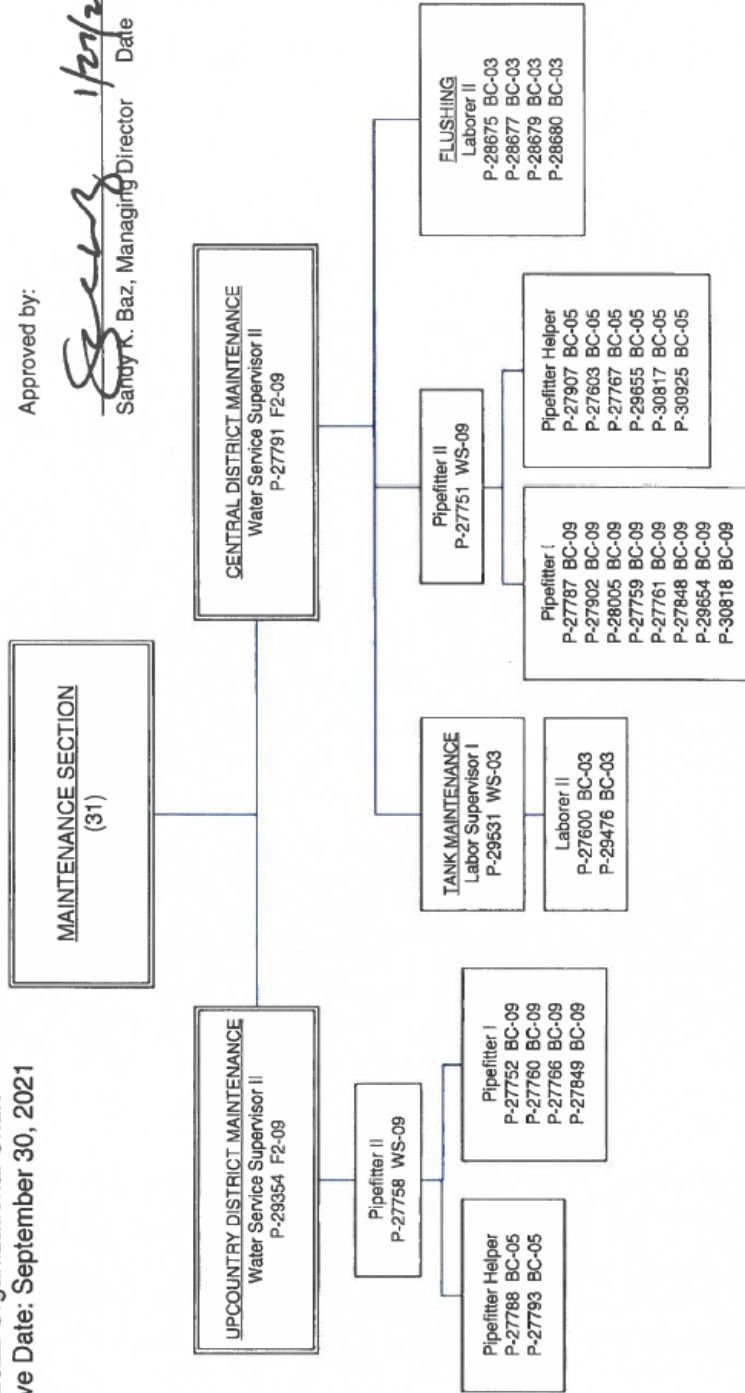 ve Date: September 30, 2021
Approved by:
Sandy K. Baz, Managing Director Date
MAINTENANCE SECTION
(31)
UPCOUNTRY DISTRICT MAINTENANCE
Water Service Supervisor II
P-29354 F2-09
CENTRAL DISTRICT MAINTENANCE
Water Service Supervisor II
P-27791 F2-09
Pipefitter II
P-27758 WS-09
Pipefitter Helper
P-27788 BC-05
P-27793 BC-05
Pipefitter I
P-27752 BC-09
P-27760 BC-09
P-27766 BC-09
P-27849 BC-09
TANK MAINTENANCE
Labor Supervisor I
P-29531 WS-03
Laborer II
P-27600 BC-03
P-29476 BC-03
Pipefitter II
P-27751 WS-09
Pipefitter I
P-27787 BC-09
P-27902 BC-09
P-28005 BC-09
P-27759 BC-09
P-27761 BC-09
P-27848 BC-09
P-29654 BC-09
P-30818 BC-09
Pipefitter Helper
P-27907 BC-05
P-27603 BC-05
P-27767 BC-05
P-29655 BC-05
P-30817 BC-05
P-30925 BC-05
FLUSHING
Laborer II
P-28675 BC-03
P-28677 BC-03
P-28679 BC-03
P-28680 BC-03